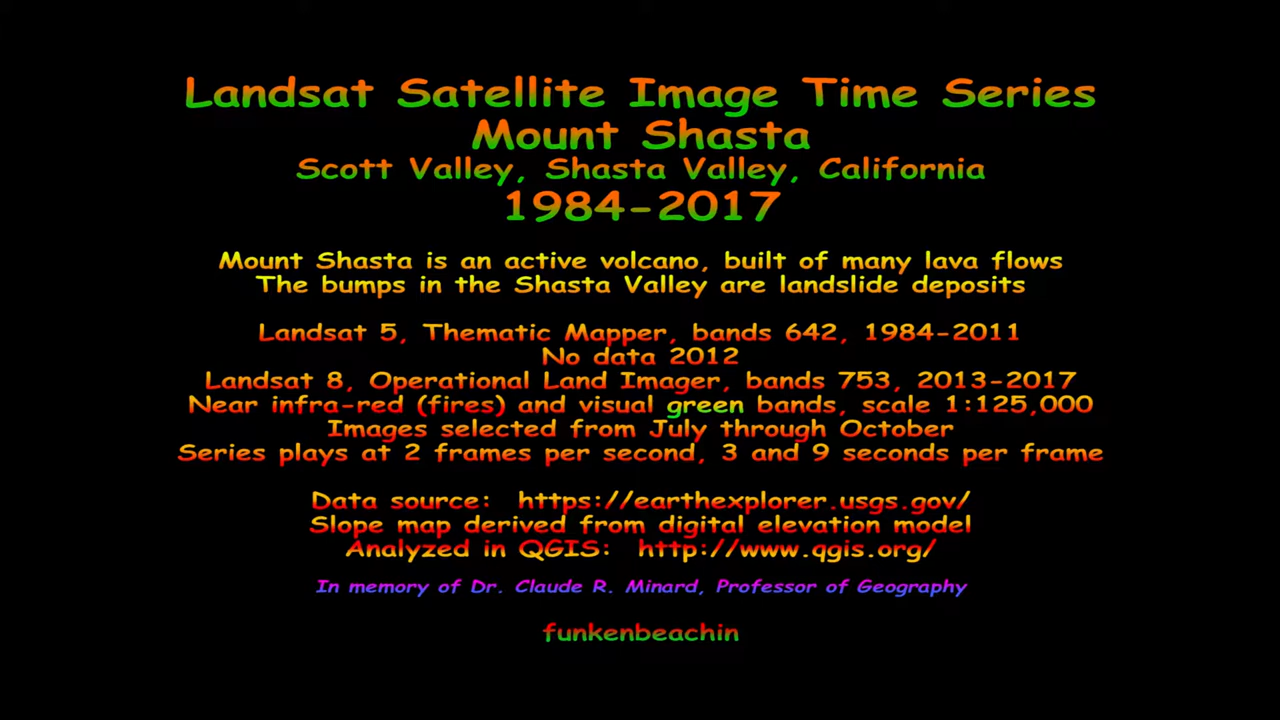 Landsat Satellite Image Time Series
Mount Shasta
Scott Valley, Shasta Valley, California
1984-2017
Mount Shasta is an active volcano, built of many lava flows
The bumps in the Shasta Valley are landslide deposits
Landsat 5, Thematic Mapper, bands 642, 1984-2011
No data 2012
Landsat 8, Operational Land Imager, bands 753, 2013-2017
Near infra-red (fires) and visual green bands, scale 1:125,000
Images selected from July through October
Series plays at 2 frames per second, 3 and 9 seconds per frame
Data source: https://earthexplorer.usgs.gov/
Slope map derived from digital elevation model
Analyzed in QGIS: http://www.qgis.org/
In memory of Dr. Claude R. Minard, Professor of Geography
funkenbeachin